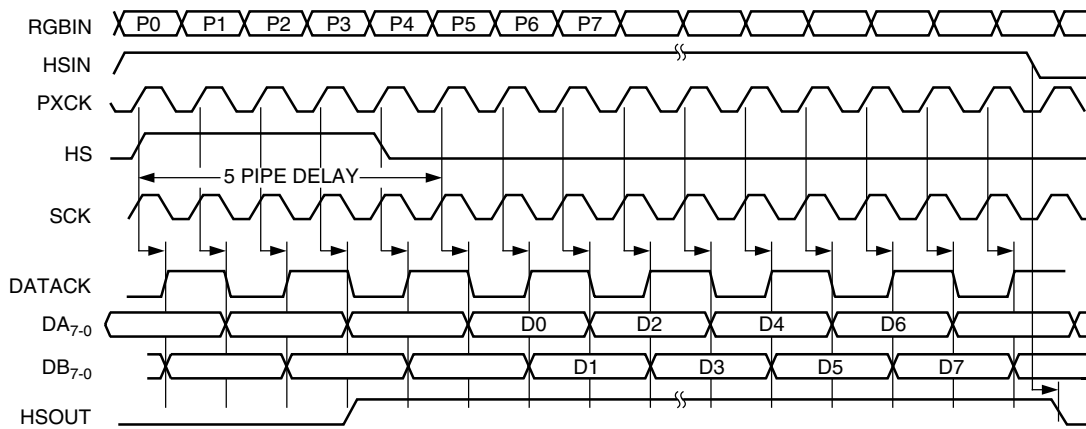 RGBIN P0 P1 P2 P3 P4 P5 P6 P7
HSIN
PXCK
HS
5 PIPE DELAY
SCK
DATACK
DA7-0 D0 D2 D4 D6
DB7-0 D1 D3 D5 D7
HSOUT